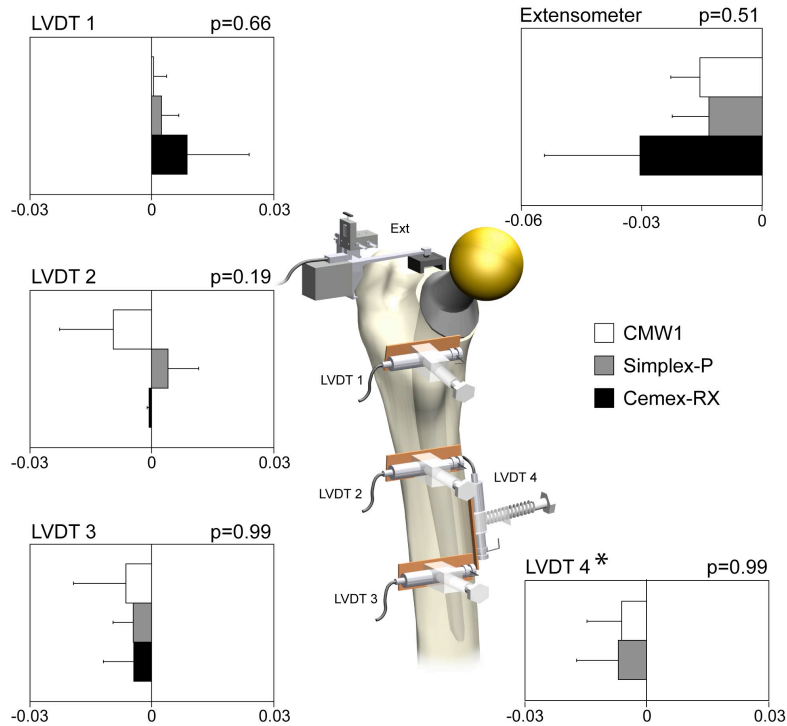 LVDT 1 p=0.66
-0.03 0 0.03
Extensometer p=0.51
-0.06 -0.03 0
Ext
LVDT 2 p=0.19
-0.03 0 0.03
CMW1
Simplex-P
Cemex-RX
LVDT 1
LVDT 2
LVDT 4
LVDT 3
LVDT 3 p=0.99
-0.03 0 0.03
LVDT 4* p=0.99
-0.03 0 0.03